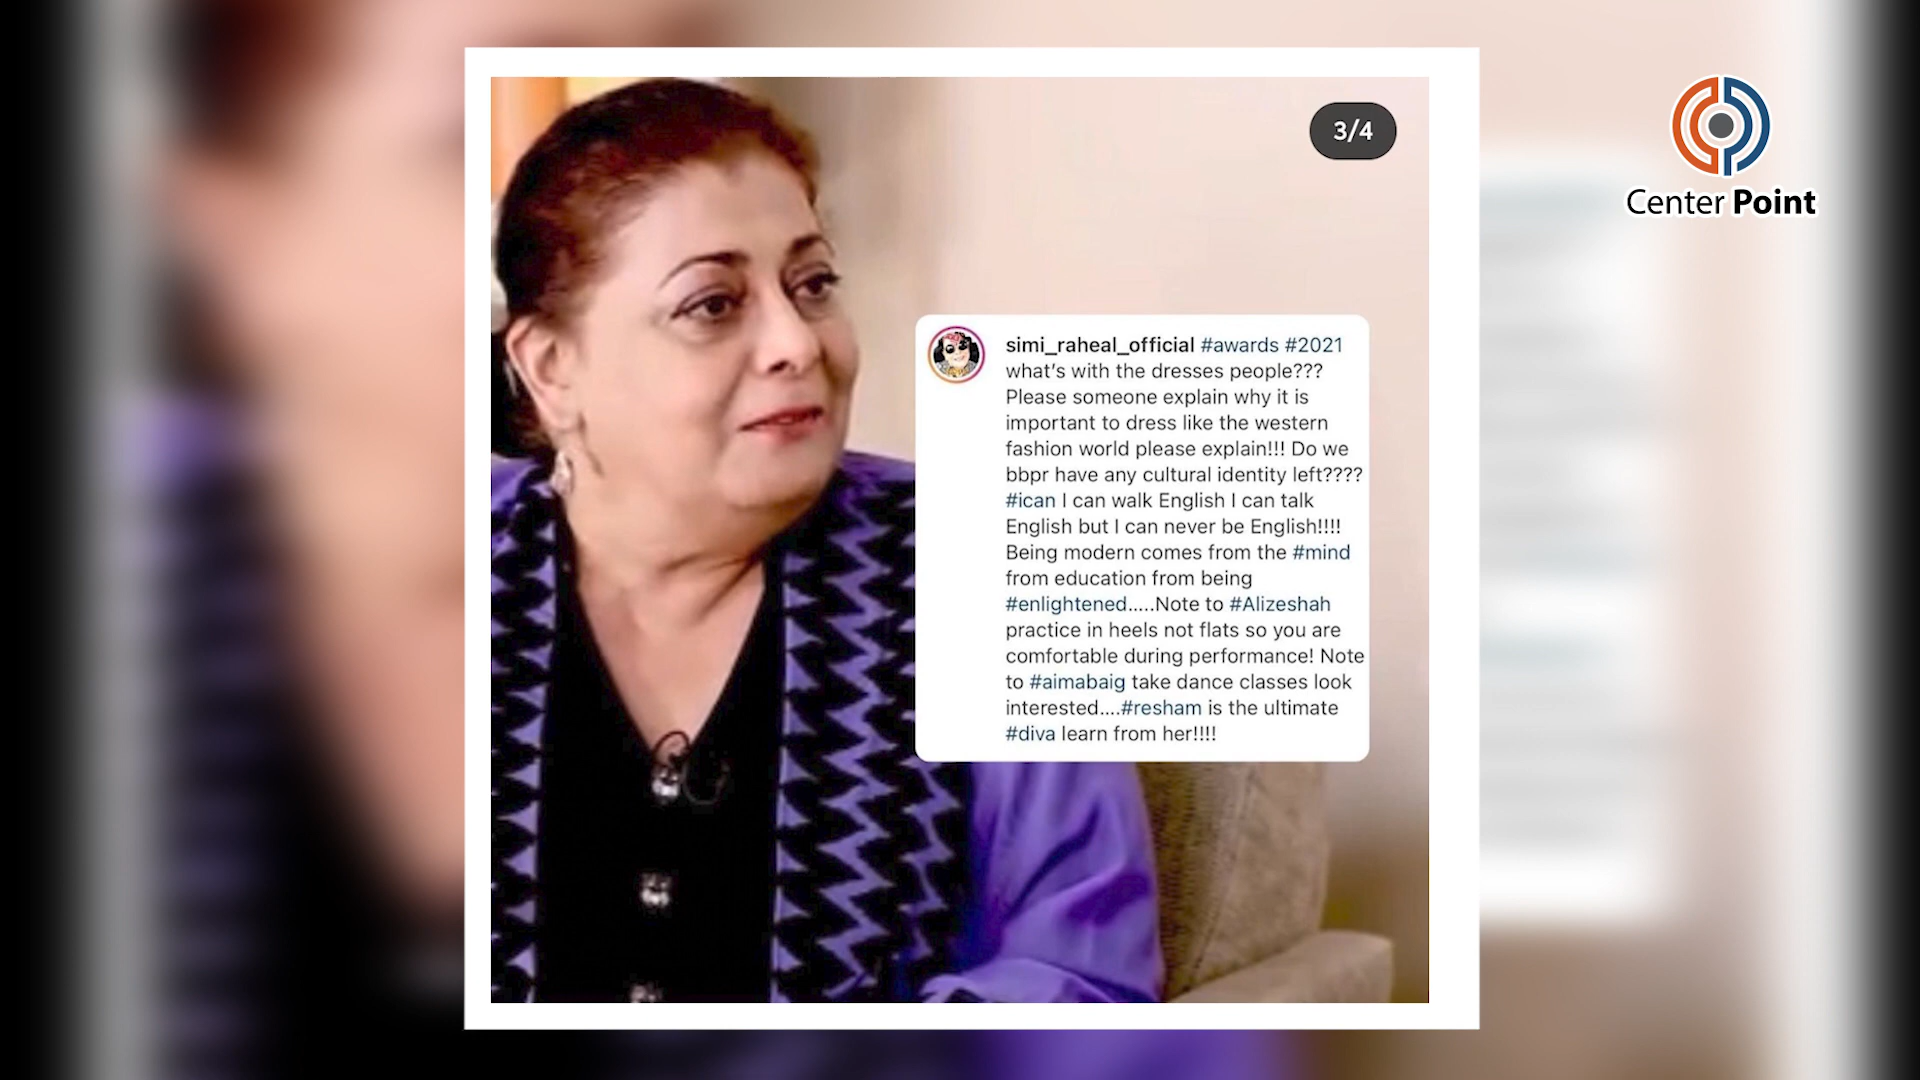 3/4
Center Point
simi_raheal_official #awards #2021
what's with the dresses people???
Please someone explain why it is
important to dress like the western
fashion world please explain!!! Do we
bbpr have any cultural identity left????
#ican I can walk English I can talk
English but I can never be English!!!!
Being modern comes from the #mind
from education from being
#enlightened.....Note to #Alizeshah
practice in heels not flats so you are
comfortable during performance! Note
to #aimabaig take dance classes look
interested....#resham is the ultimate
#diva learn from her!!!!